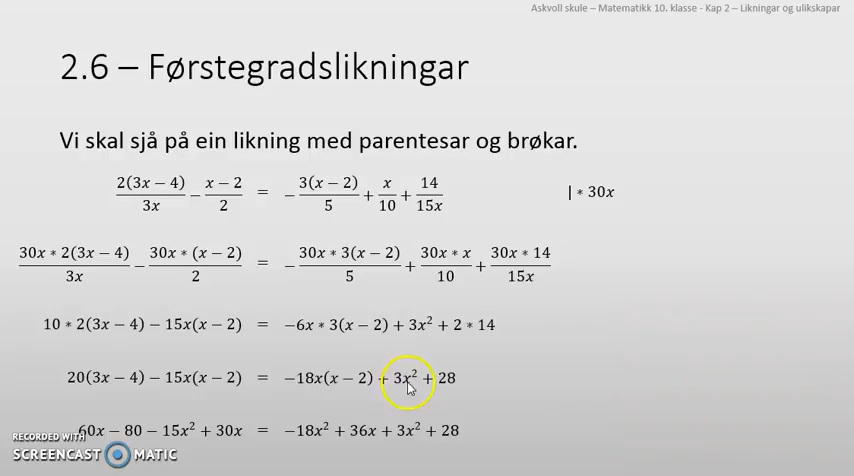 Askvoll skule – Matematikk 10. klasse - Kap 2 – Likningar og ulikskapar
2.6 – Førstegradslikningar
Vi skal sjå på ein likning med parentesar og brøkar.
2(3x − 4)/3x − x − 2/2 = −3(x − 2)/5 + x/10 + 14/15x | * 30x
30x * 2(3x − 4)/3x − 30x * (x − 2)/2 = −30x * 3(x − 2)/5 + 30x * x/10 + 30x * 14/15x
10 * 2(3x − 4) − 15x(x − 2) = −6x * 3(x − 2) + 3x² + 2 * 14
20(3x − 4) − 15x(x − 2) = −18x(x − 2) + 3x² + 28
60x − 80 − 15x² + 30x = −18x² + 36x + 3x² + 28
RECORDED WITH
SCREENCAST MATIC